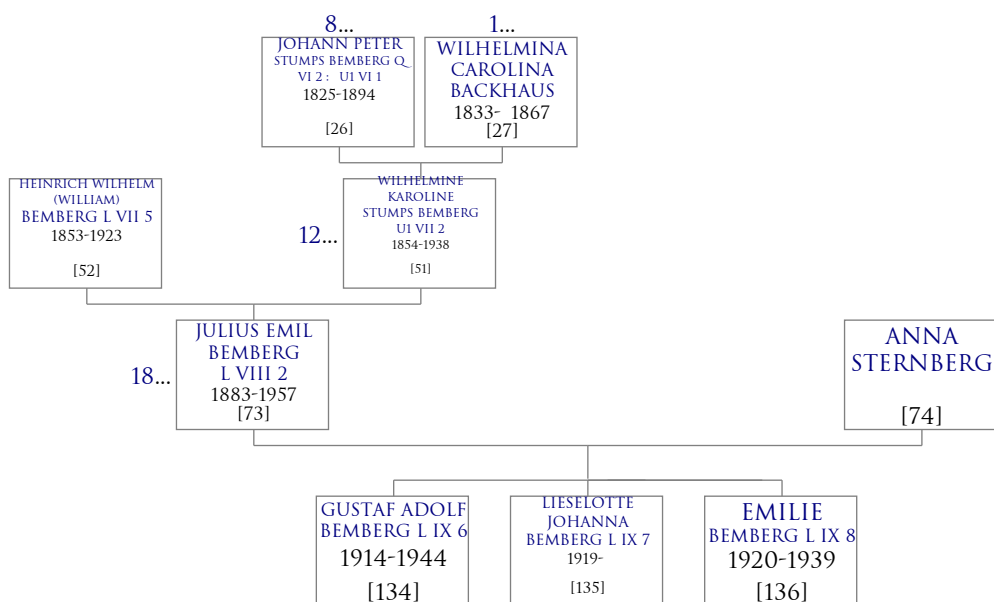 8...
JOHANN PETER
STUMPS BEMBERG Q
VI 2 : U1 VI 1
1825-1894
[26]
1...
WILHELMINA
CAROLINA
BACKHAUS
1833- 1867
[27]
HEINRICH WILHELM
(WILLIAM)
BEMBERG L VII 5
1853-1923
[52]
12...
WILHELMINE
KAROLINE
STUMPS BEMBERG
U1 VII 2
1854-1938
[51]
18...
JULIUS EMIL
BEMBERG
L VIII 2
1883-1957
[73]
ANNA
STERNBERG
[74]
GUSTAF ADOLF
BEMBERG L IX 6
1914-1944
[134]
LIESELOTTE
JOHANNA
BEMBERG L IX 7
1919-
[135]
EMILIE
BEMBERG L IX 8
1920-1939
[136]